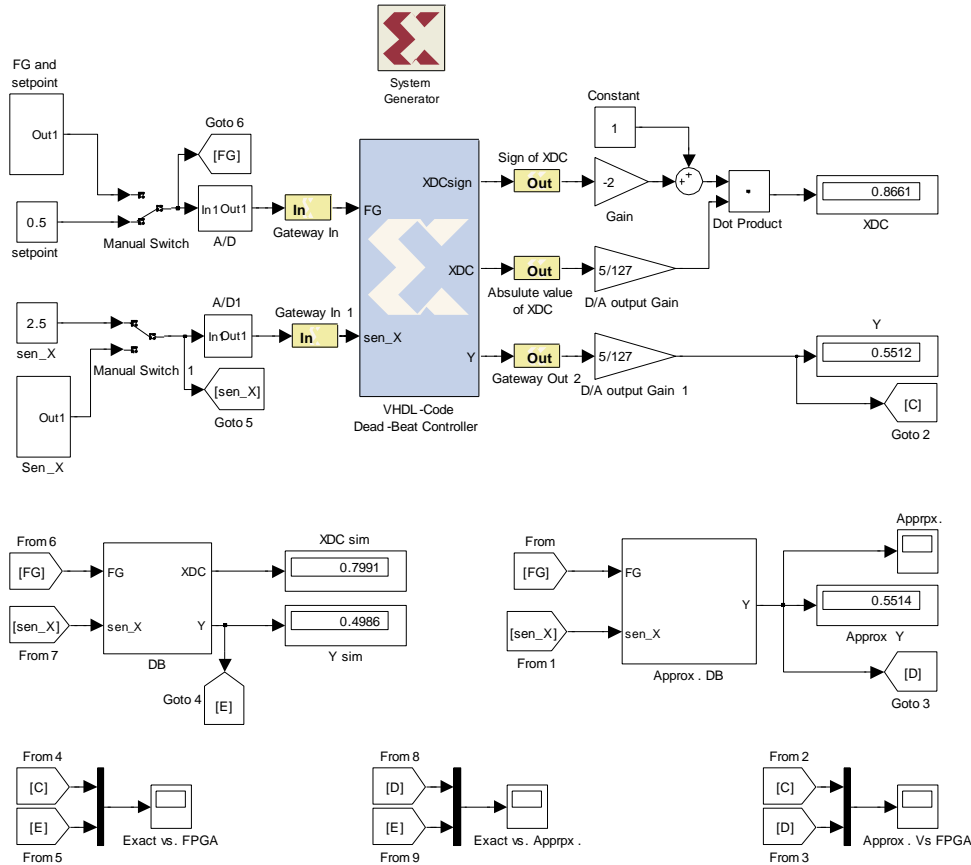 System
Generator
FG and
setpoint
Out1
Goto 6
[FG]
0.5
setpoint
Manual Switch
In1 Out1
A/D
In
Gateway In
FG
2.5
sen_X
Manual Switch 1
A/D1
In1 Out1
Gateway In 1
In
sen_X
[sen_X]
Goto 5
Out1
Sen_X
XDCsign
XDC
Y
VHDL-Code
Dead-Beat Controller
Sign of XDC
Out
-2
Gain
Constant
1
+
+
Dot Product
0.8661
XDC
Out
Absulute value
of XDC
5/127
D/A output Gain
Out
Gateway Out 2
5/127
D/A output Gain 1
Y
0.5512
[C]
Goto 2
From 6
[FG]
[sen_X]
From 7
FG
XDC
sen_X
Y
DB
XDC sim
0.7991
0.4986
Y sim
Goto 4
[E]
From
[FG]
[sen_X]
From 1
FG
Y
sen_X
Approx. DB
Apprpx.
0.5514
Approx Y
[D]
Goto 3
From 4
[C]
[E]
From 5
Exact vs. FPGA
From 8
[D]
[E]
From 9
Exact vs. Apprpx.
From 2
[C]
[D]
From 3
Approx. Vs FPGA